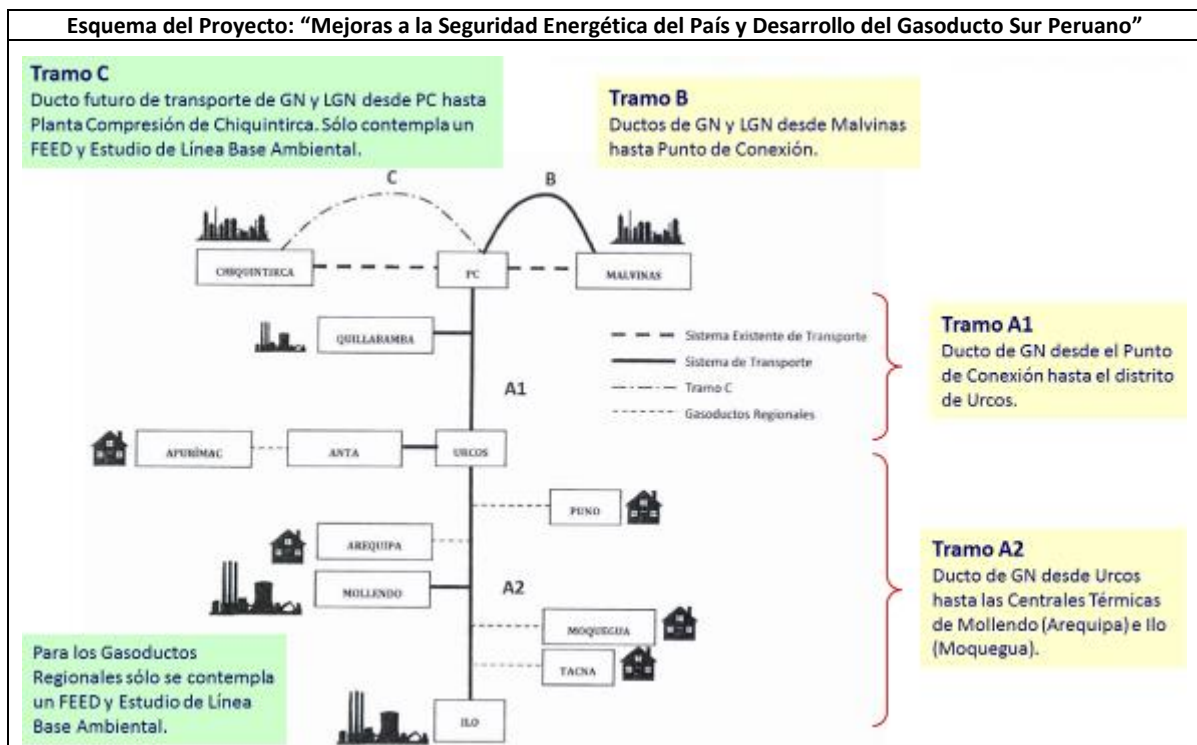 Esquema del Proyecto: “Mejoras a la Seguridad Energética del País y Desarrollo del Gasoducto Sur Peruano”
Tramo C
Ducto futuro de transporte de GN y LGN desde PC hasta
Planta Compresión de Chiquintirca. Sólo contempla un
FEED y Estudio de Línea Base Ambiental.
Tramo B
Ductos de GN y LGN desde Malvinas
hasta Punto de Conexión.
C
B
CHIQUINTIRCA
PC
MALVINAS
QUILLABAMBA
Sistema Existente de Transporte
Sistema de Transporte
Tramo C
Gasoductos Regionales
A1
Tramo A1
Ducto de GN desde el Punto
de Conexión hasta el distrito
de Urcos.
APURÍMAC
ANTA
URCOS
PUNO
AREQUIPA
MOLLENDO
A2
MOQUEGUA
TACNA
ILO
Tramo A2
Ducto de GN desde Urcos
hasta las Centrales Térmicas
de Mollendo (Arequipa) e Ilo
(Moquegua).
Para los Gasoductos
Regionales sólo se contempla
un FEED y Estudio de Línea
Base Ambiental.